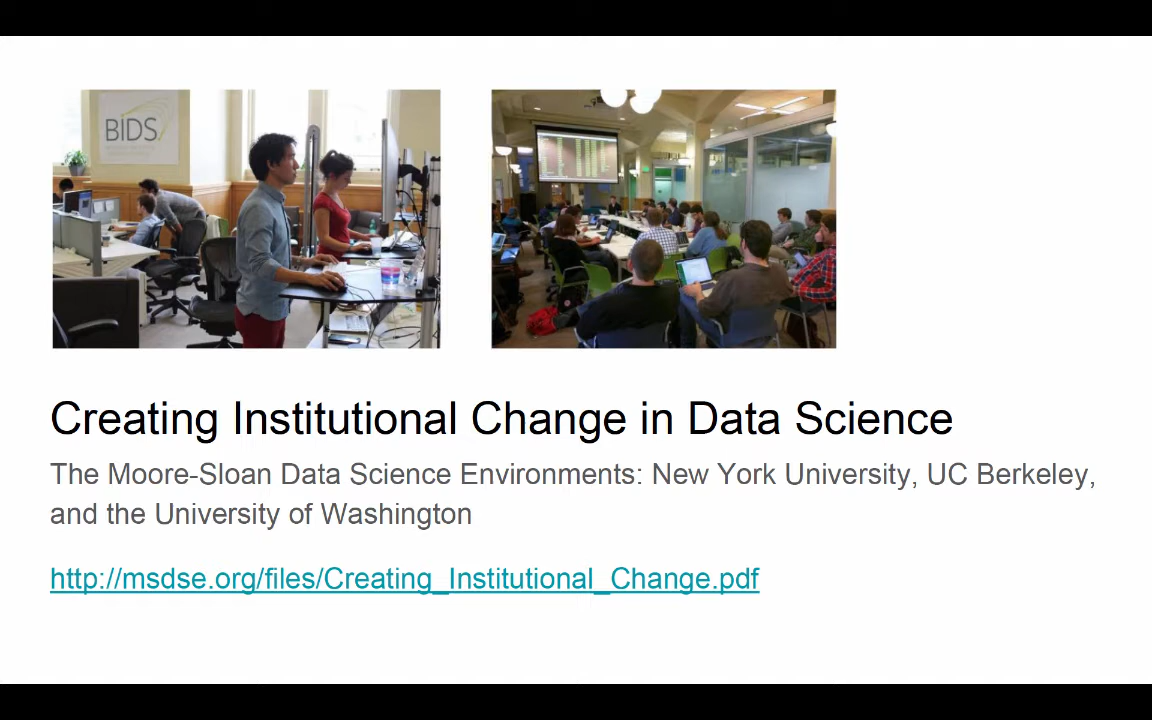 BIDS
Creating Institutional Change in Data Science
The Moore-Sloan Data Science Environments: New York University, UC Berkeley,
and the University of Washington
http://msdse.org/files/Creating_Institutional_Change.pdf